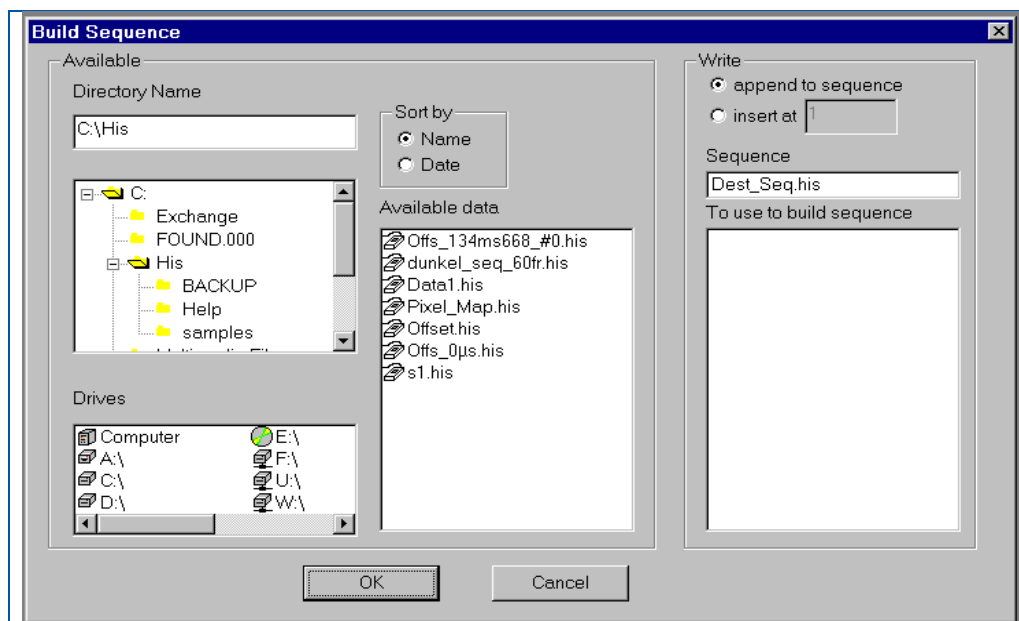 Build Sequence
Available
Directory Name
C:\His
C:
Exchange
FOUND.000
His
BACKUP
Help
samples
Drives
Computer
A:\
C:\
D:\
E:\
F:\
U:\
W:\
Sort by
Name
Date
Available data
Offs_134ms668_#0.his
dunkel_seq_60fr.his
Data1.his
Pixel_Map.his
Offset.his
Offs_0µs.his
s1.his
Write
append to sequence
insert at 1
Sequence
Dest_Seq.his
To use to build sequence
OK
Cancel